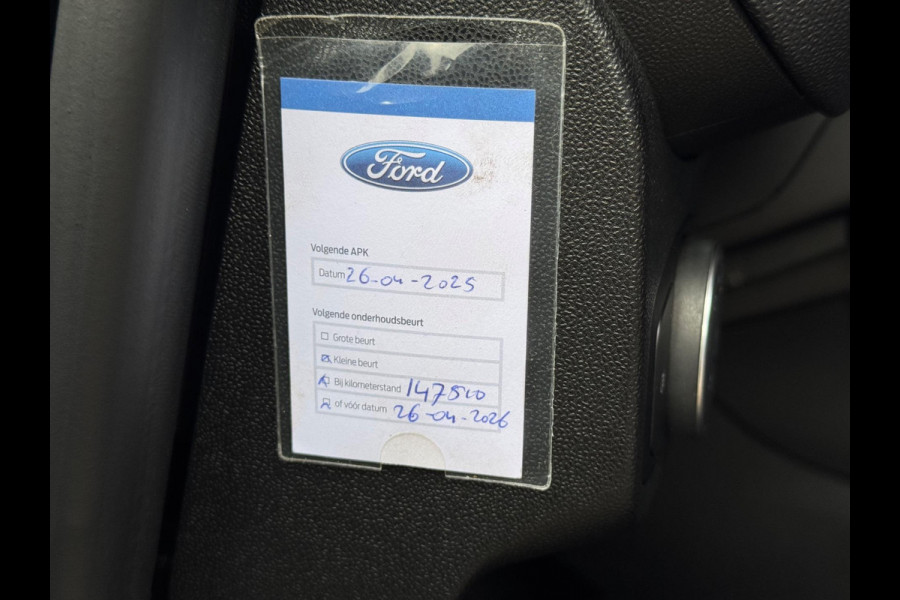 Ford
Volgende APK
Datum 26-04-2025
Volgende onderhoudsbeurt
Grote beurt
Kleine beurt
Bij kilometerstand 147500
of vóór datum 26-04-2026